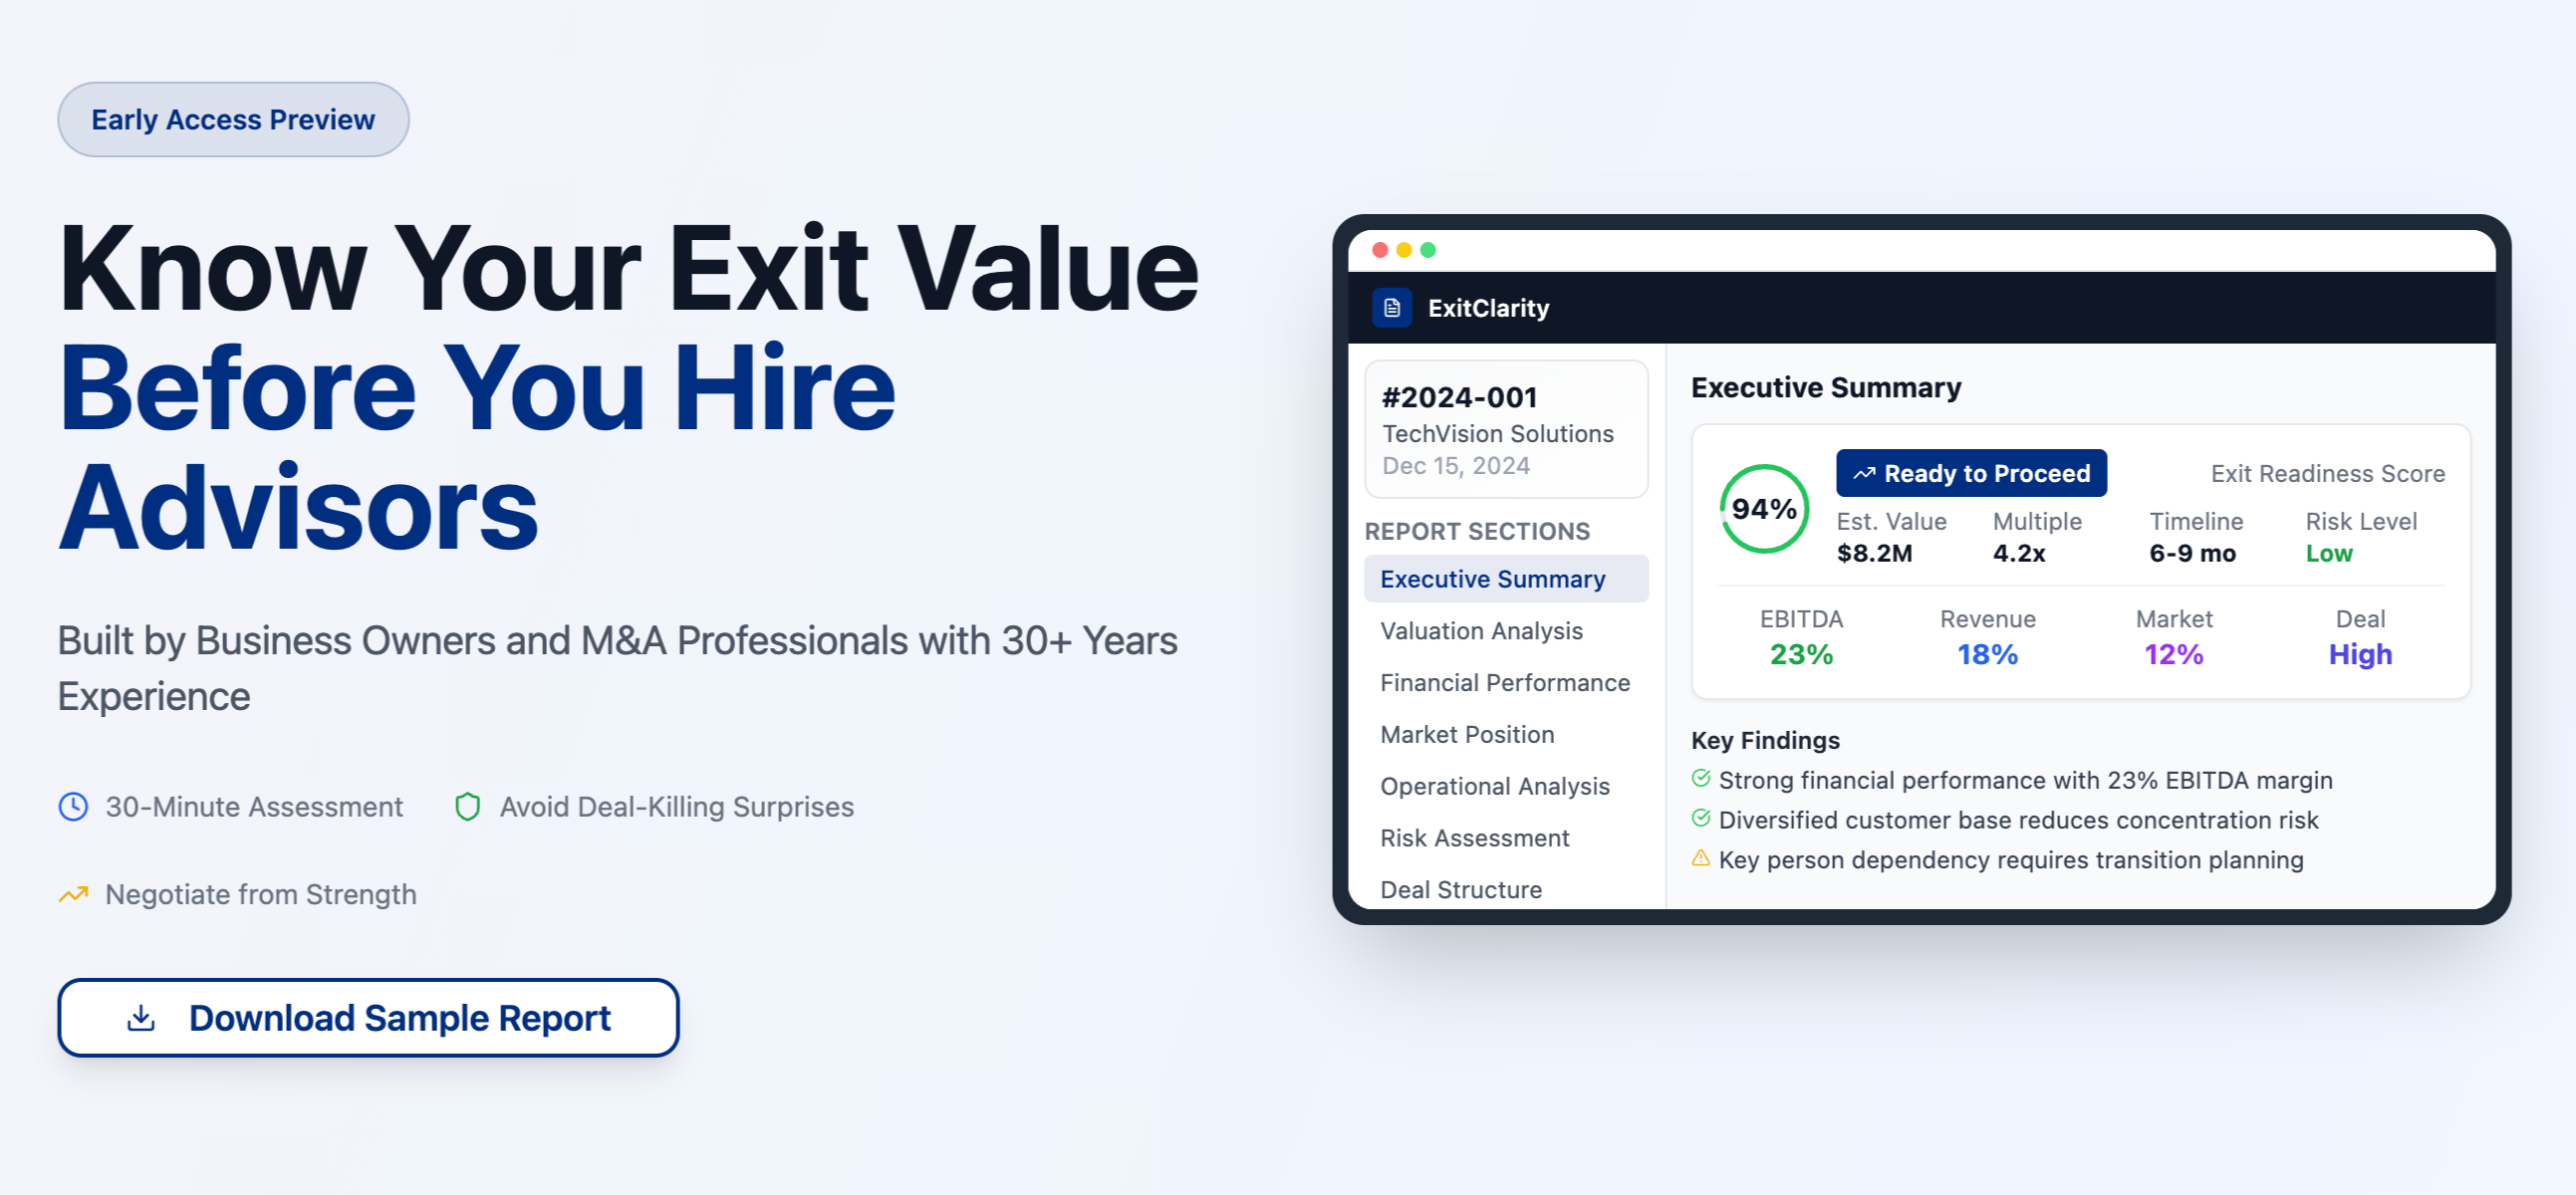 Early Access Preview
Know Your Exit Value
Before You Hire
Advisors
Built by Business Owners and M&A Professionals with 30+ Years
Experience
30-Minute Assessment
Avoid Deal-Killing Surprises
Negotiate from Strength
Download Sample Report
ExitClarity
#2024-001
TechVision Solutions
Dec 15, 2024
REPORT SECTIONS
Executive Summary
Valuation Analysis
Financial Performance
Market Position
Operational Analysis
Risk Assessment
Deal Structure
Executive Summary
94%
Ready to Proceed
Exit Readiness Score
Est. Value Multiple Timeline Risk Level
$8.2M 4.2x 6-9 mo Low
EBITDA Revenue Market Deal
23% 18% 12% High
Key Findings
Strong financial performance with 23% EBITDA margin
Diversified customer base reduces concentration risk
Key person dependency requires transition planning